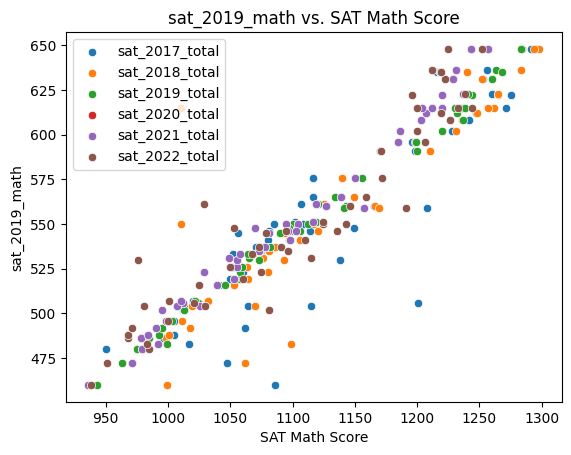 sat_2019_math vs. SAT Math Score
sat_2017_total
sat_2018_total
sat_2019_total
sat_2020_total
sat_2021_total
sat_2022_total
sat_2019_math
650
625
600
575
550
525
500
475
950 1000 1050 1100 1150 1200 1250 1300
SAT Math Score